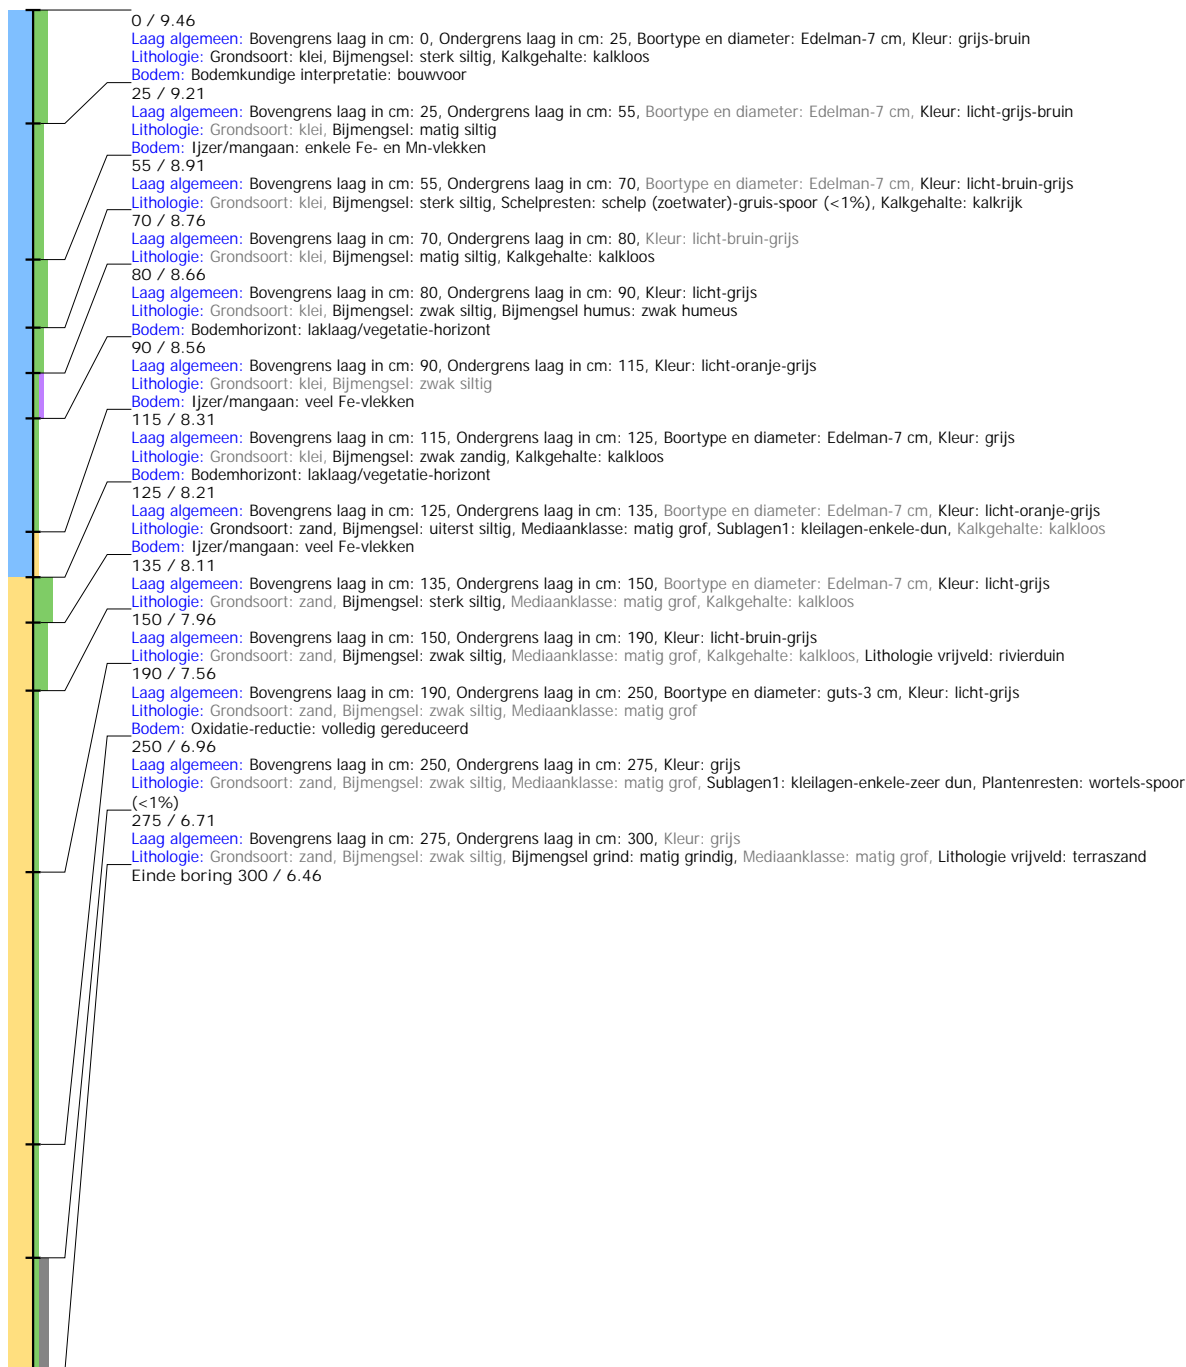 0 / 9.46
Laag algemeen: Bovengrens laag in cm: 0, Ondergrens laag in cm: 25, Boortype en diameter: Edelman-7 cm, Kleur: grijs-bruin
Lithologie: Grondsoort: klei, Bijmengsel: sterk siltig, Kalkgehalte: kalkloos
Bodem: Bodemkundige interpretatie: bouwvoor
25 / 9.21
Laag algemeen: Bovengrens laag in cm: 25, Ondergrens laag in cm: 55, Boortype en diameter: Edelman-7 cm, Kleur: licht-grijs-bruin
Lithologie: Grondsoort: klei, Bijmengsel: matig siltig
Bodem: Ijzer/mangaan: enkele Fe- en Mn-vlekken
55 / 8.91
Laag algemeen: Bovengrens laag in cm: 55, Ondergrens laag in cm: 70, Boortype en diameter: Edelman-7 cm, Kleur: licht-bruin-grijs
Lithologie: Grondsoort: klei, Bijmengsel: sterk siltig, Schelpresten: schelp (zoetwater)-gruis-spoor (<1%), Kalkgehalte: kalkrijk
70 / 8.76
Laag algemeen: Bovengrens laag in cm: 70, Ondergrens laag in cm: 80, Kleur: licht-bruin-grijs
Lithologie: Grondsoort: klei, Bijmengsel: matig siltig, Kalkgehalte: kalkloos
80 / 8.66
Laag algemeen: Bovengrens laag in cm: 80, Ondergrens laag in cm: 90, Kleur: licht-grijs
Lithologie: Grondsoort: klei, Bijmengsel: zwak siltig, Bijmengsel humus: zwak humeus
Bodem: Bodemhorizont: laklaag/vegetatie-horizont
90 / 8.56
Laag algemeen: Bovengrens laag in cm: 90, Ondergrens laag in cm: 115, Kleur: licht-oranje-grijs
Lithologie: Grondsoort: klei, Bijmengsel: zwak siltig
Bodem: Ijzer/mangaan: veel Fe-vlekken
115 / 8.31
Laag algemeen: Bovengrens laag in cm: 115, Ondergrens laag in cm: 125, Boortype en diameter: Edelman-7 cm, Kleur: grijs
Lithologie: Grondsoort: klei, Bijmengsel: zwak zandig, Kalkgehalte: kalkloos
Bodem: Bodemhorizont: laklaag/vegetatie-horizont
125 / 8.21
Laag algemeen: Bovengrens laag in cm: 125, Ondergrens laag in cm: 135, Boortype en diameter: Edelman-7 cm, Kleur: licht-oranje-grijs
Lithologie: Grondsoort: zand, Bijmengsel: uiterst siltig, Mediaanklasse: matig grof, Sublagen1: kleilagen-enkele-dun, Kalkgehalte: kalkloos
Bodem: Ijzer/mangaan: veel Fe-vlekken
135 / 8.11
Laag algemeen: Bovengrens laag in cm: 135, Ondergrens laag in cm: 150, Boortype en diameter: Edelman-7 cm, Kleur: licht-grijs
Lithologie: Grondsoort: zand, Bijmengsel: sterk siltig, Mediaanklasse: matig grof, Kalkgehalte: kalkloos
150 / 7.96
Laag algemeen: Bovengrens laag in cm: 150, Ondergrens laag in cm: 190, Kleur: licht-bruin-grijs
Lithologie: Grondsoort: zand, Bijmengsel: zwak siltig, Mediaanklasse: matig grof, Kalkgehalte: kalkloos, Lithologie vrijveld: rivierduin
190 / 7.56
Laag algemeen: Bovengrens laag in cm: 190, Ondergrens laag in cm: 250, Boortype en diameter: guts-3 cm, Kleur: licht-grijs
Lithologie: Grondsoort: zand, Bijmengsel: zwak siltig, Mediaanklasse: matig grof
Bodem: Oxidatie-reductie: volledig gereduceerd
250 / 6.96
Laag algemeen: Bovengrens laag in cm: 250, Ondergrens laag in cm: 275, Kleur: grijs
Lithologie: Grondsoort: zand, Bijmengsel: zwak siltig, Mediaanklasse: matig grof, Sublagen1: kleilagen-enkele-zeer dun, Plantenresten: wortels-spoor
(<1%)
275 / 6.71
Laag algemeen: Bovengrens laag in cm: 275, Ondergrens laag in cm: 300, Kleur: grijs
Lithologie: Grondsoort: zand, Bijmengsel: zwak siltig, Bijmengsel grind: matig grindig, Mediaanklasse: matig grof, Lithologie vrijveld: terraszand
Einde boring 300 / 6.46